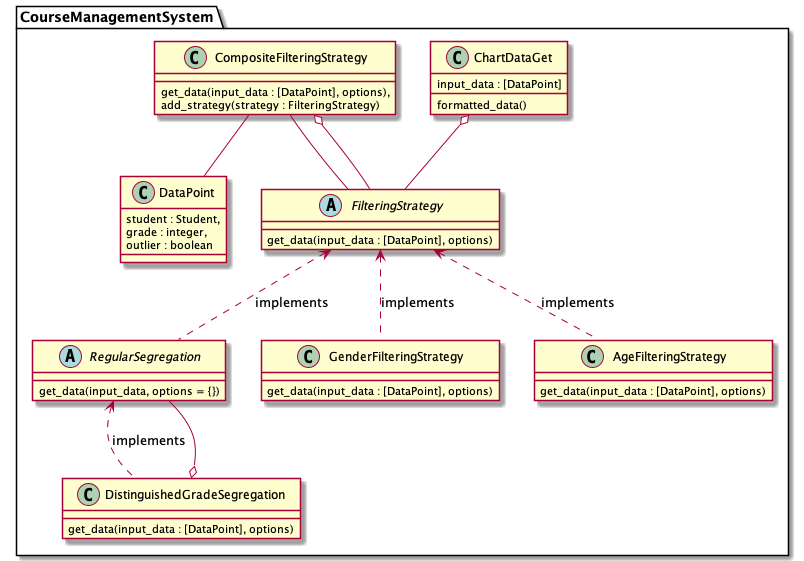 CourseManagementSystem
C CompositeFilteringStrategy
get_data(input_data : [DataPoint], options),
add_strategy(strategy : FilteringStrategy)
C ChartDataGet
input_data : [DataPoint]
formatted_data()
C DataPoint
student : Student,
grade : integer,
outlier : boolean
A FilteringStrategy
get_data(input_data : [DataPoint], options)
implements
implements
implements
A RegularSegregation
get_data(input_data, options = {})
C GenderFilteringStrategy
get_data(input_data : [DataPoint], options)
C AgeFilteringStrategy
get_data(input_data : [DataPoint], options)
implements
C DistinguishedGradeSegregation
get_data(input_data : [DataPoint], options)